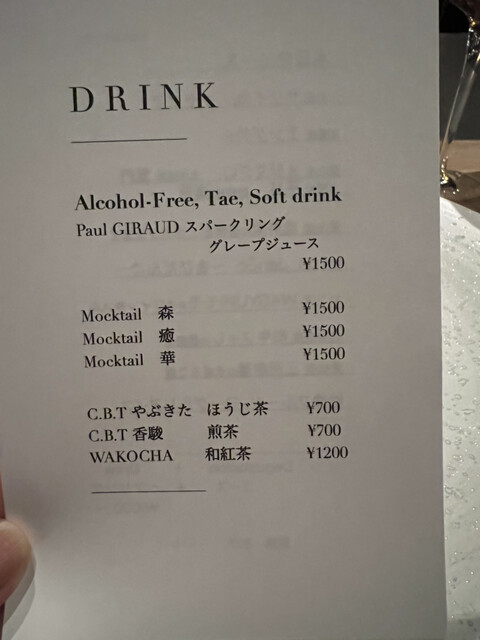 DRINK
Alcohol-Free, Tae, Soft drink
Paul GIRAUD スパークリング
グレープジュース
¥1500
Mocktail 森 ¥1500
Mocktail 癒 ¥1500
Mocktail 華 ¥1500
C.B.T やぶきた ほうじ茶 ¥700
C.B.T 香駿 煎茶 ¥700
WAKOCHA 和紅茶 ¥1200